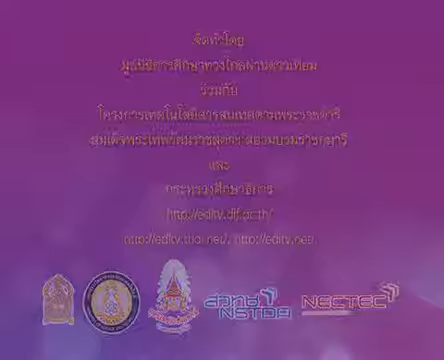 จัดทำโดย
มูลนิธิการศึกษาทางไกลผ่านดาวเทียม
ร่วมกับ
โครงการเทคโนโลยีสารสนเทศตามพระราชดำริ
สมเด็จพระเทพรัตนราชสุดาฯ สยามบรมราชกุมารี
และ
กระทรวงศึกษาธิการ
http://edltv.dlf.ac.th/
http://edltv.thai.net/, http://edltv.net/
สวทช
NSTDA
NECTEC